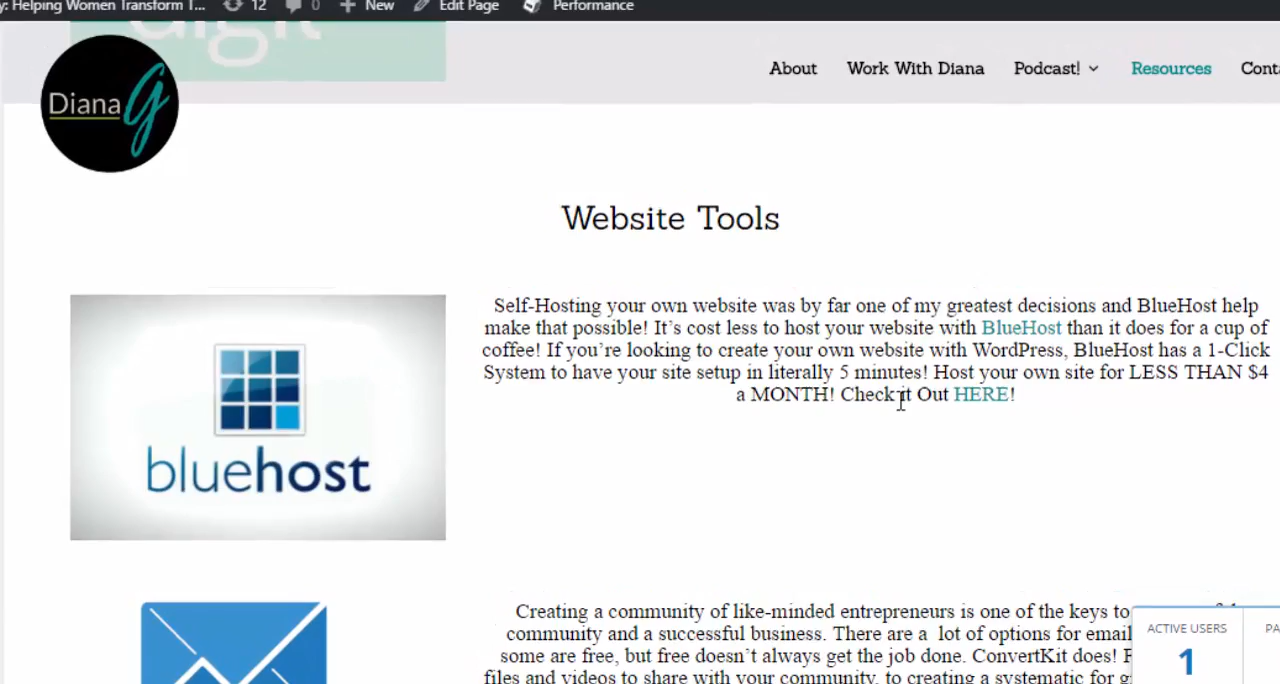 y: Helping Women Transform T... 12 0 New Edit Page Performance
digit
Diana G
About Work With Diana Podcast! Resources Cont
Website Tools
Self-Hosting your own website was by far one of my greatest decisions and BlueHost help
make that possible! It's cost less to host your website with BlueHost than it does for a cup of
coffee! If you're looking to create your own website with WordPress, BlueHost has a 1-Click
System to have your site setup in literally 5 minutes! Host your own site for LESS THAN $4
a MONTH! Check it Out HERE!
bluehost
Creating a community of like-minded entrepreneurs is one of the keys to
community and a successful business. There are a lot of options for email
some are free, but free doesn't always get the job done. ConvertKit does! F
files and videos to share with your community, to creating a systematic for g
ACTIVE USERS PA
1